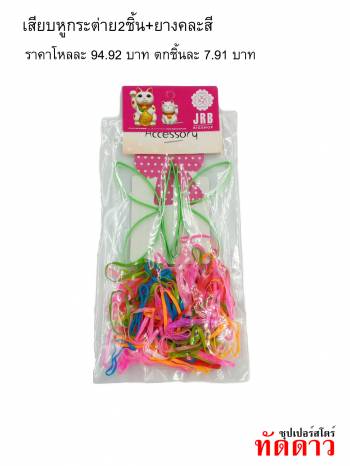 เสียบหูกระต่าย2ชิ้น+ยางคละสี
ราคาโหลละ 94.92 บาท ตกชิ้นละ 7.91 บาท
JRB
Accessory
ซุปเปอร์สโตร์
ทัดดาว